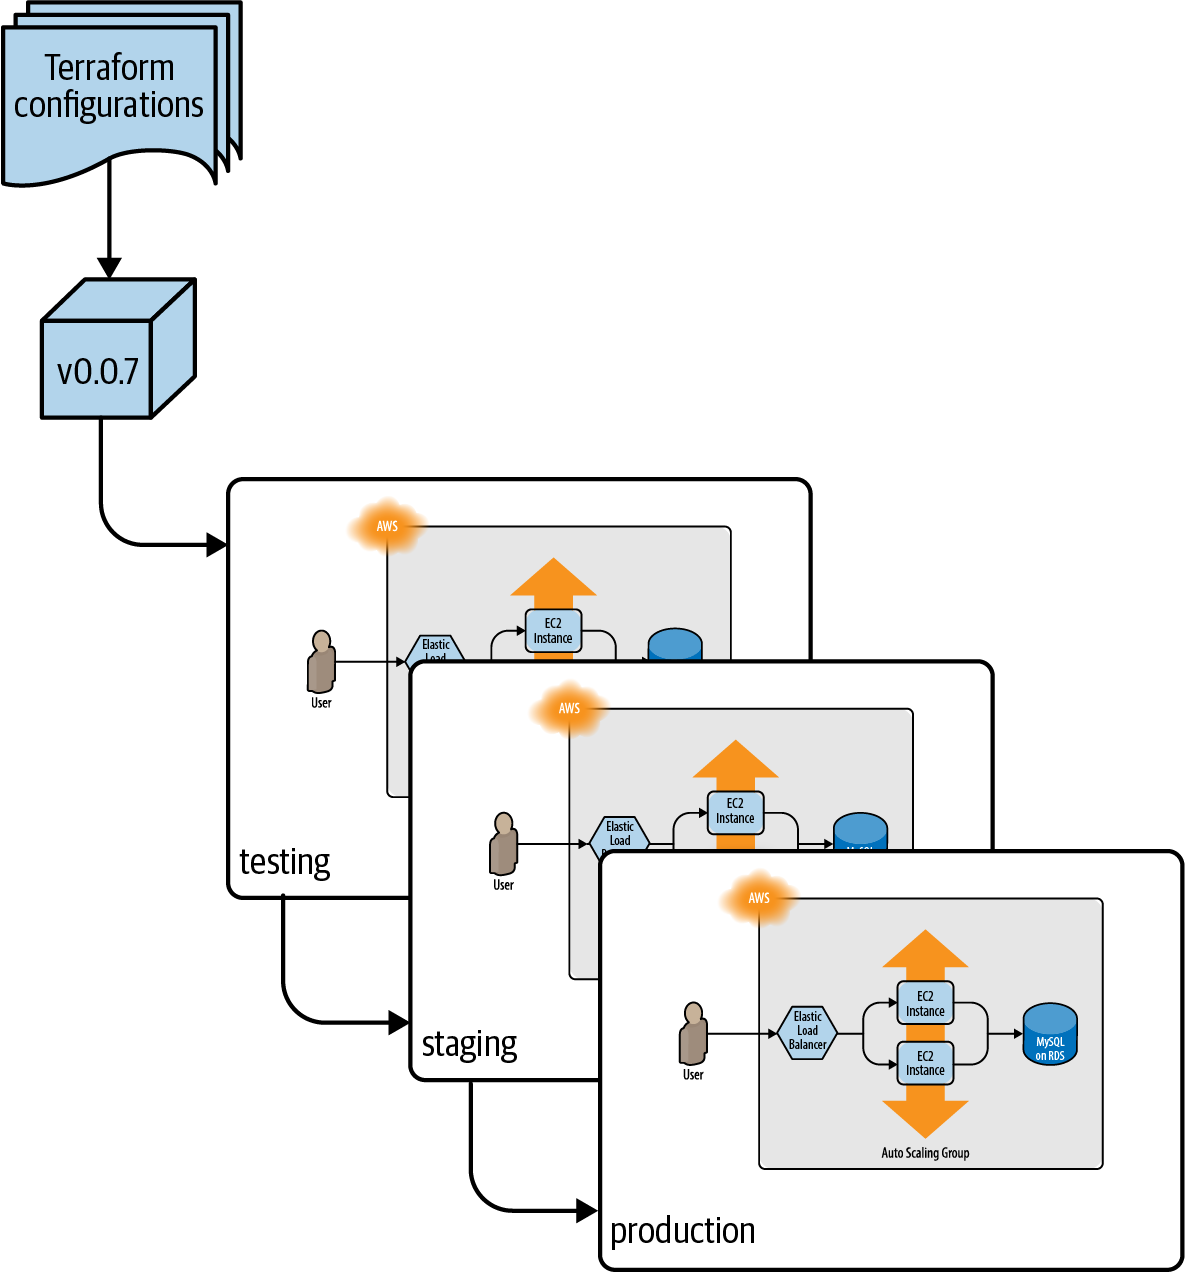 Terraform
configurations
v0.0.7
AWS
EC2
Instance
Elastic
Load
User
testing
AWS
EC2
Instance
Elastic
Load
MySQL
User
staging
AWS
EC2
Instance
Elastic
Load
Balancer
EC2
Instance
MySQL
on RDS
User
Auto Scaling Group
production